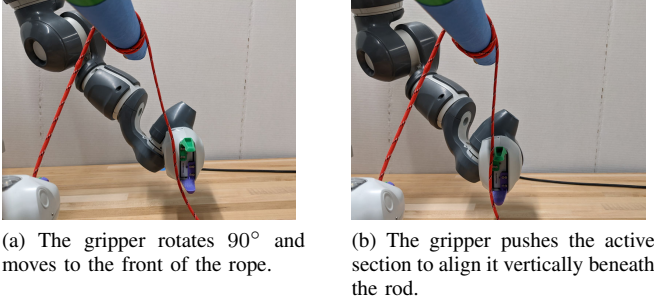 (a) The gripper rotates 90° and
moves to the front of the rope.
(b) The gripper pushes the active
section to align it vertically beneath
the rod.